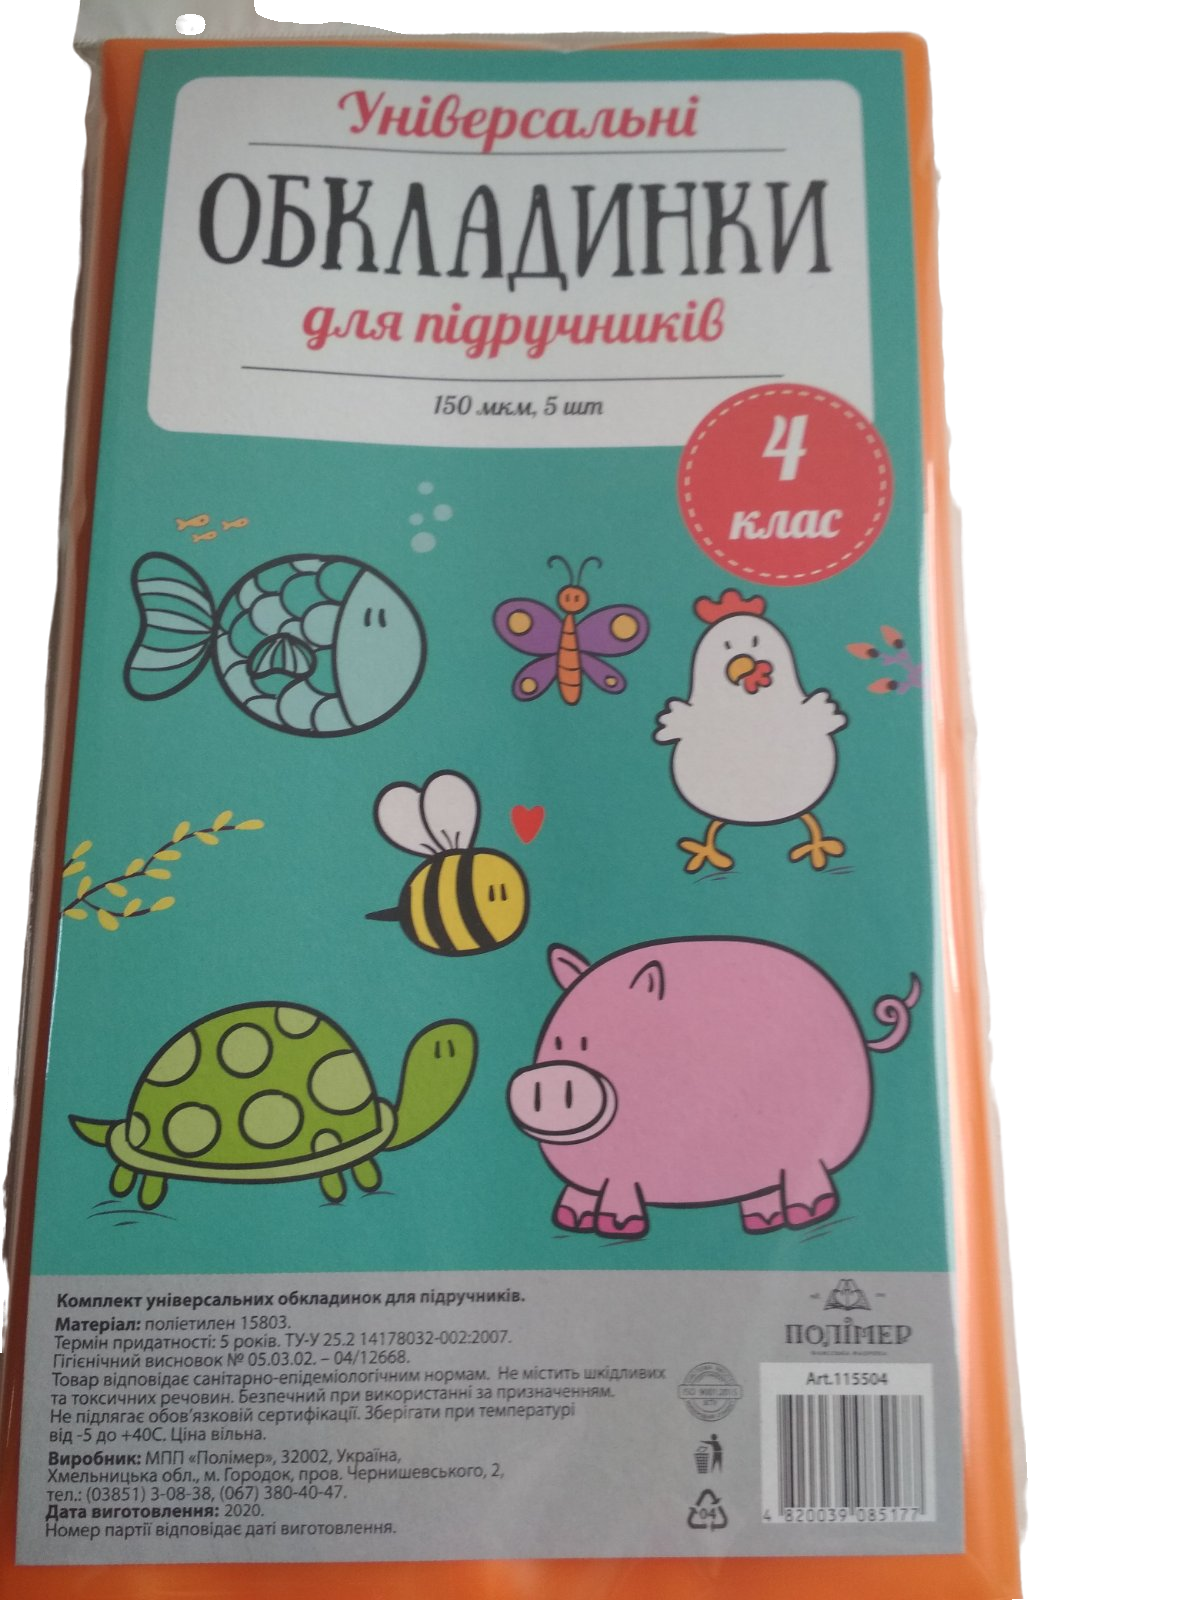 Універсальні
ОБКЛАДИНКИ
для підручників
150 мкм, 5 шт
4
клас
Комплект універсальних обкладинок для підручників.
Матеріал: поліетилен 15803.
Термін придатності: 5 років. ТУ-У 25.2 14178032-002:2007.
Гігієнічний висновок № 05.03.02. – 04/12668.
Товар відповідає санітарно-епідеміологічним нормам. Не містить шкідливих
та токсичних речовин. Безпечний при використанні за призначенням.
Не підлягає обов'язковій сертифікації. Зберігати при температурі
від -5 до +40С. Ціна вільна.
Виробник: МПП «Полімер», 32002, Україна,
Хмельницька обл., м. Городок, пров. Чернишевського, 2,
тел.: (03851) 3-08-38, (067) 380-40-47.
Дата виготовлення: 2020.
Номер партії відповідає даті виготовлення.
ПОЛІМЕР
Art.115504
ISO 9001:2015
04
4 820039 085177